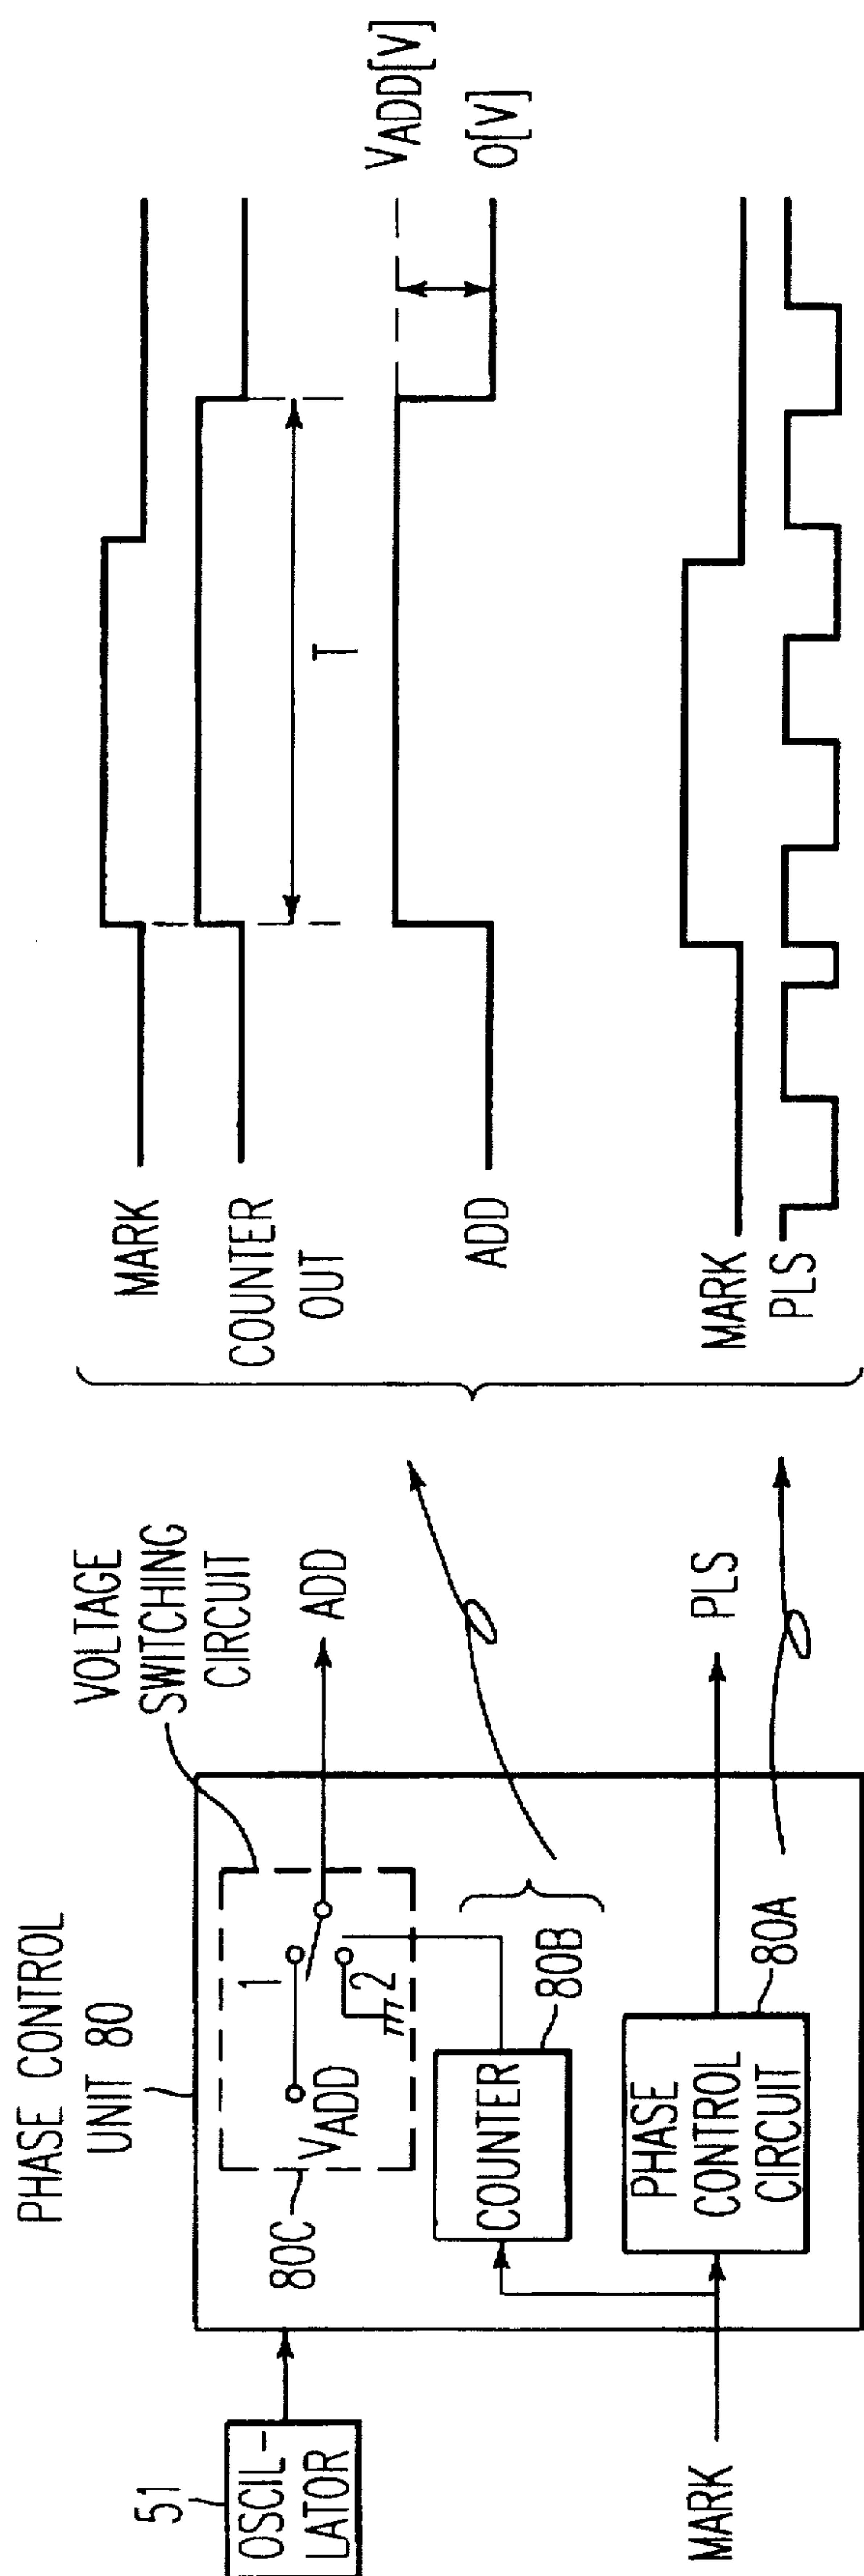 PHASE CONTROL
UNIT 80
VOLTAGE
SWITCHING
CIRCUIT
51
OSCIL-
LATOR
80C
VADD
1
2
ADD
COUNTER
80B
PHASE
CONTROL
CIRCUIT
80A
PLS
MARK
MARK
COUNTER
OUT
T
ADD
VADD[V]
0[V]
MARK
PLS